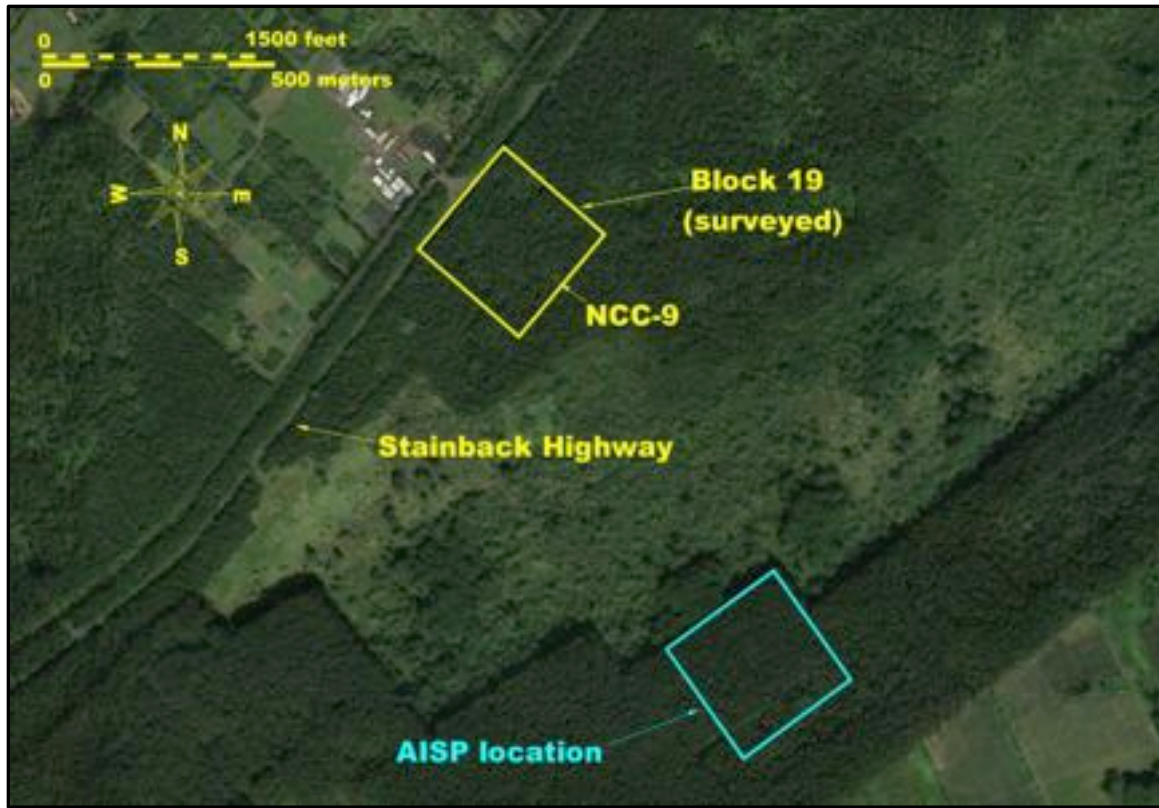 0 1500 feet
0 500 meters
N
W m
S
Block 19
(surveyed)
NCC-9
Stainback Highway
AISP location